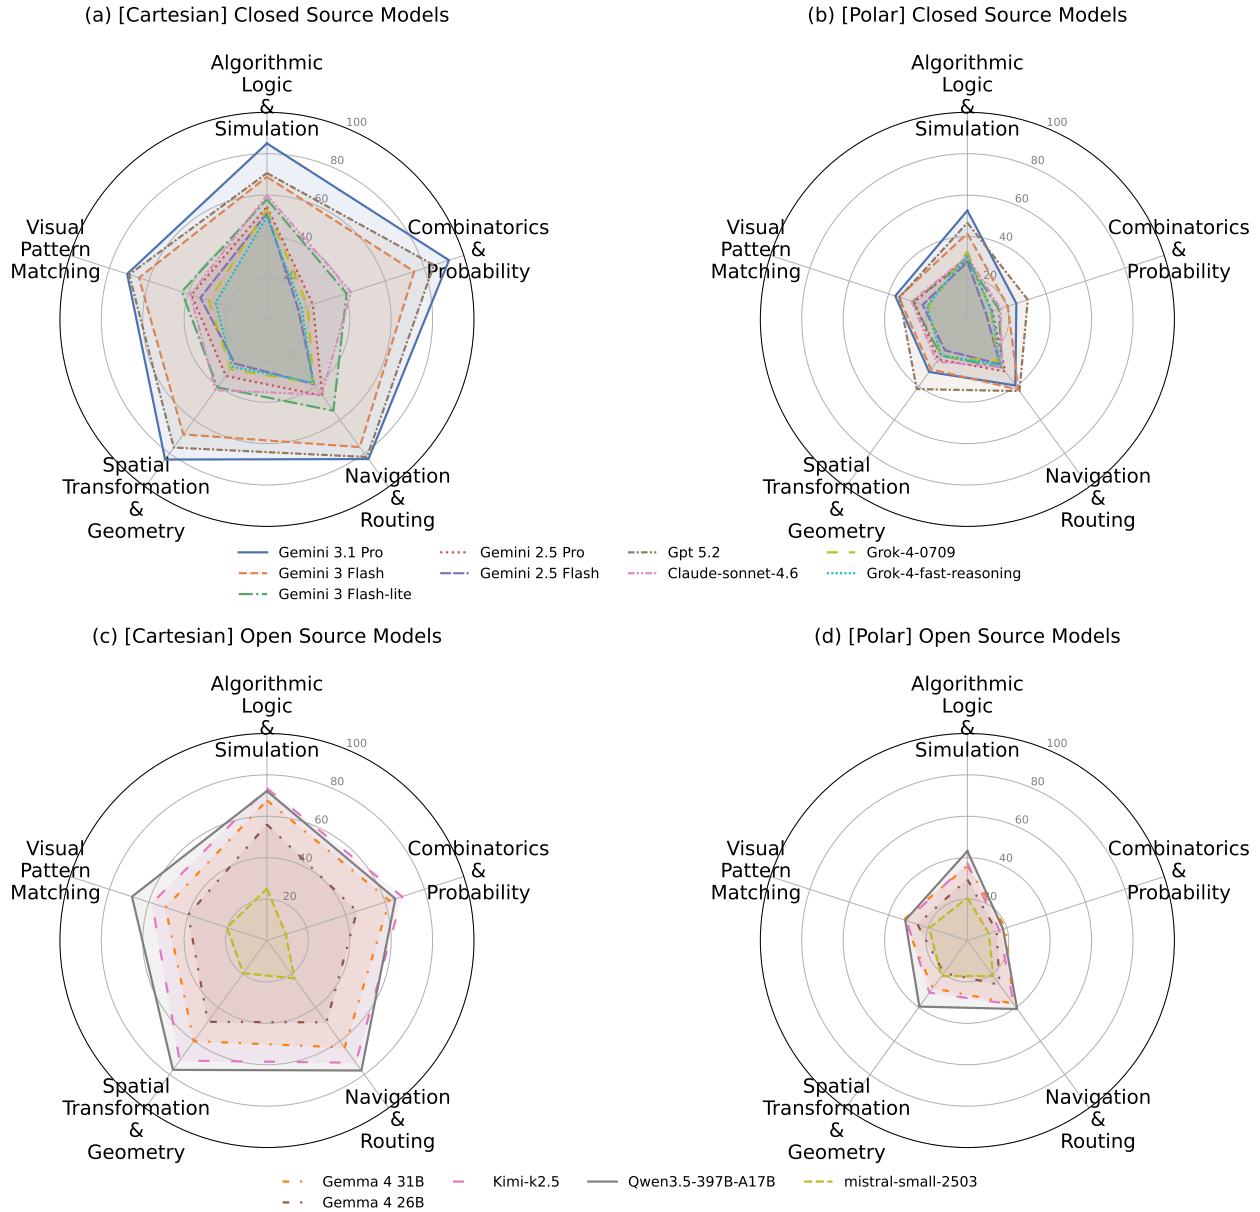 (a) [Cartesian] Closed Source Models
Algorithmic
Logic
&
Simulation
100
80
60
40
20
Combinatorics
&
Probability
Visual
Pattern
Matching
Spatial
Transformation
&
Geometry
Navigation
&
Routing
(b) [Polar] Closed Source Models
Algorithmic
Logic
&
Simulation
100
80
60
40
20
Combinatorics
&
Probability
Visual
Pattern
Matching
Spatial
Transformation
&
Geometry
Navigation
&
Routing
Gemini 3.1 Pro
Gemini 3 Flash
Gemini 3 Flash-lite
Gemini 2.5 Pro
Gemini 2.5 Flash
Gpt 5.2
Claude-sonnet-4.6
Grok-4-0709
Grok-4-fast-reasoning
(c) [Cartesian] Open Source Models
Algorithmic
Logic
&
Simulation
100
80
60
40
20
Combinatorics
&
Probability
Visual
Pattern
Matching
Spatial
Transformation
&
Geometry
Navigation
&
Routing
(d) [Polar] Open Source Models
Algorithmic
Logic
&
Simulation
100
80
60
40
20
Combinatorics
&
Probability
Visual
Pattern
Matching
Spatial
Transformation
&
Geometry
Navigation
&
Routing
Gemma 4 31B
Gemma 4 26B
Kimi-k2.5
Qwen3.5-397B-A17B
mistral-small-2503